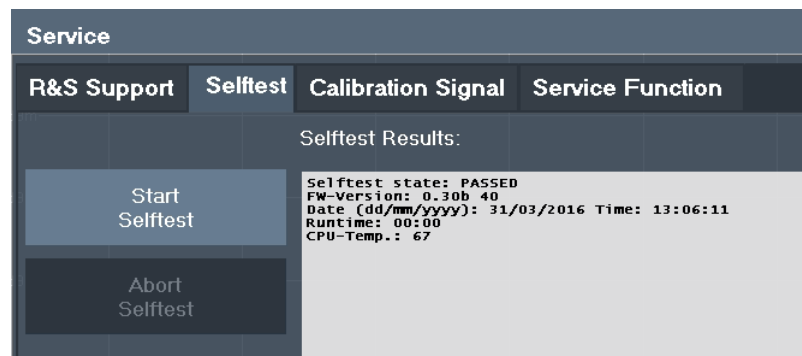 Service
R&S Support Selftest Calibration Signal Service Function
Selftest Results:
Start
Selftest
Abort
Selftest
Selftest state: PASSED
FW-Version: 0.30b 40
Date (dd/mm/yyyy): 31/03/2016 Time: 13:06:11
Runtime: 00:00
CPU-Temp.: 67